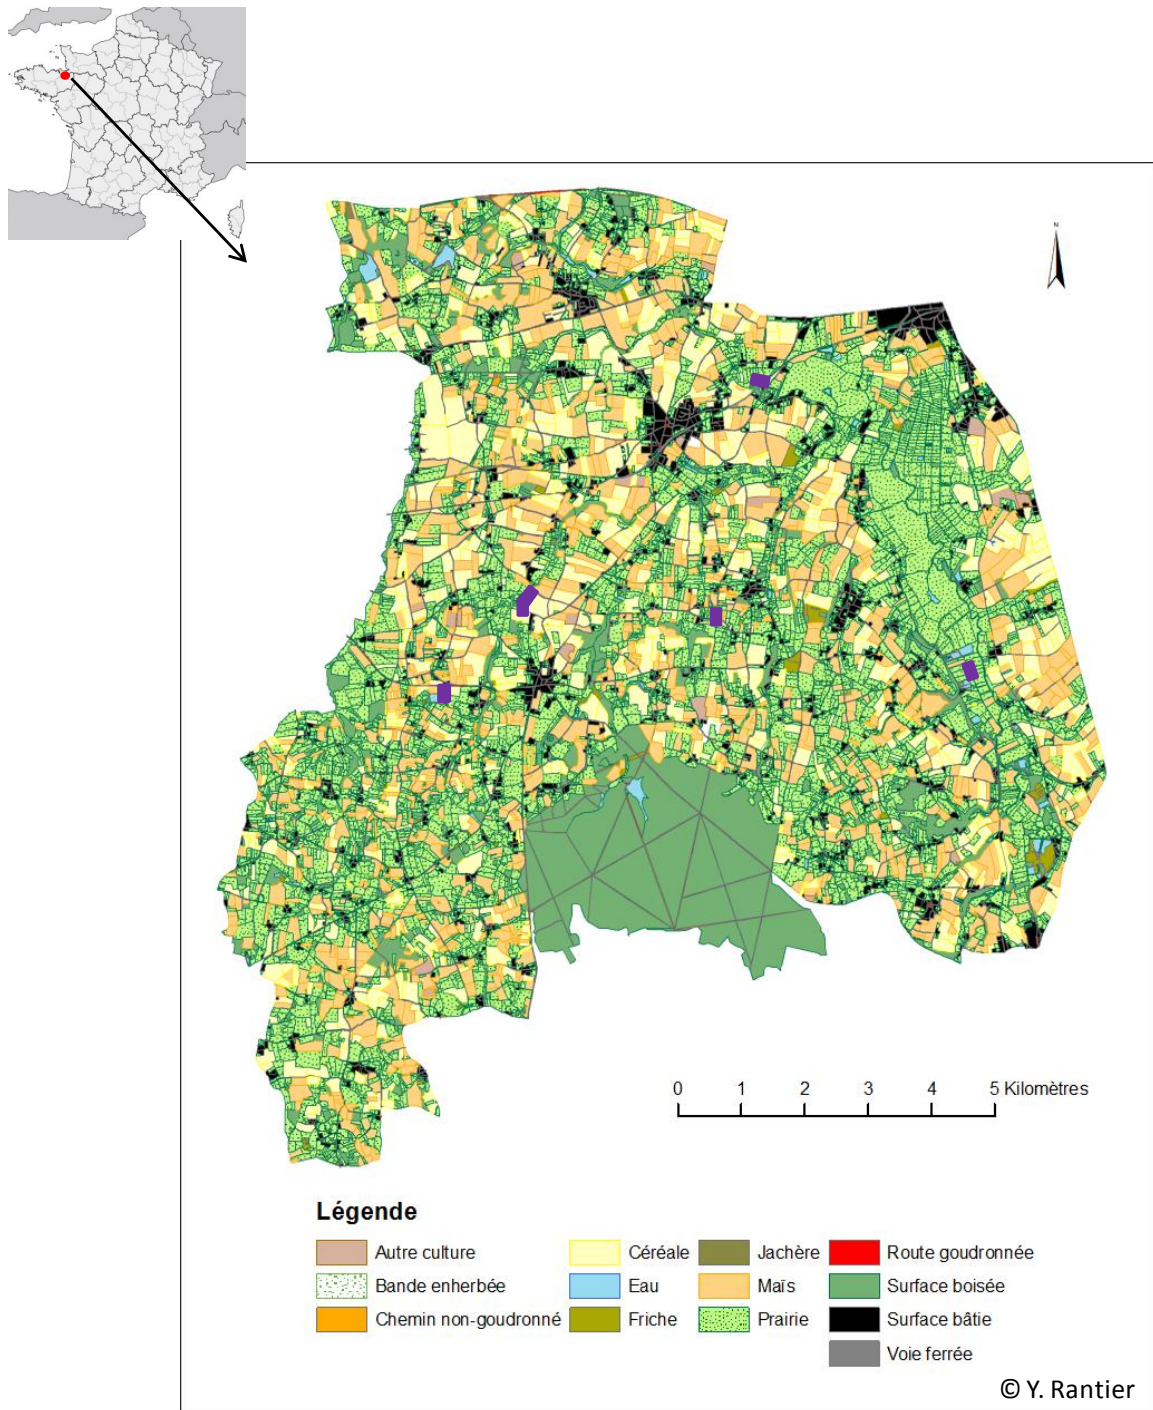 N
0 1 2 3 4 5 Kilomètres
Légende
Autre culture Céréale Jachère Route goudronnée
Bande enherbée Eau Maïs Surface boisée
Chemin non-goudronné Friche Prairie Surface bâtie
Voie ferrée
© Y. Rantier